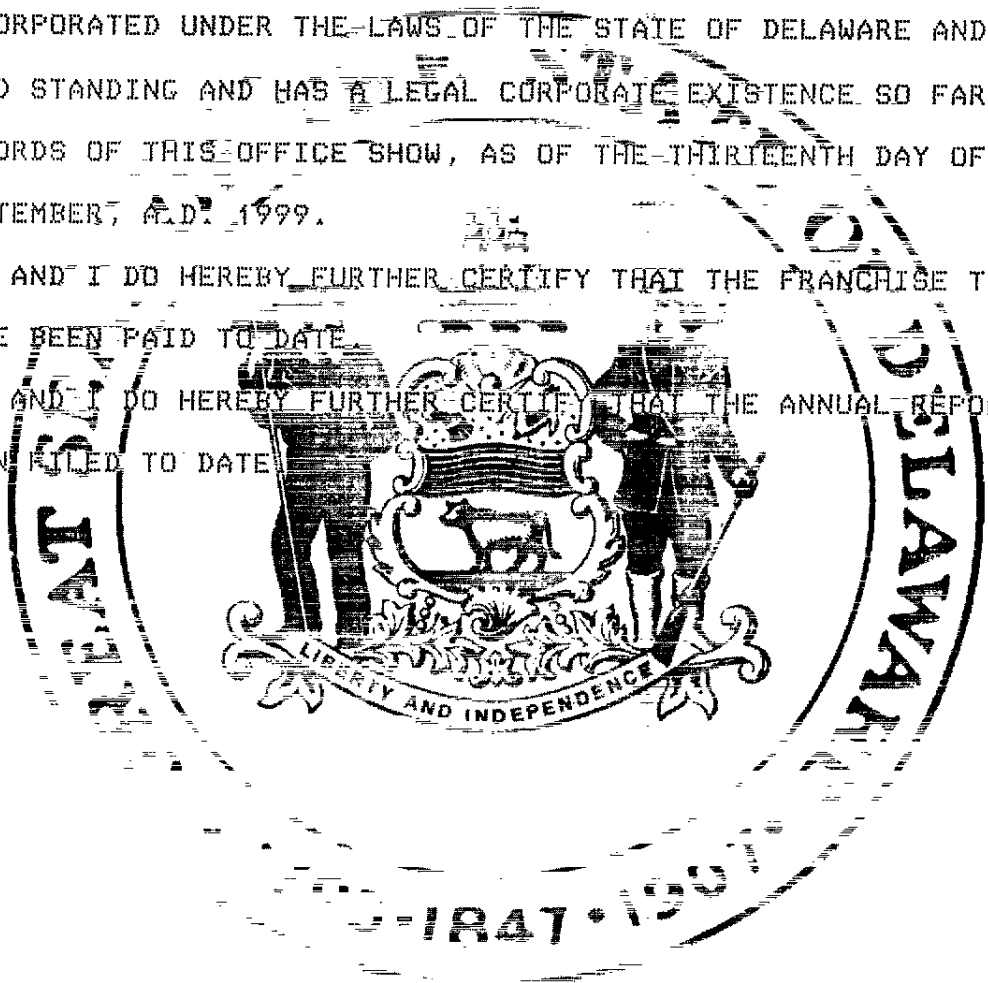 ORPORATED UNDER THE LAWS OF THE STATE OF DELAWARE AND
D STANDING AND HAS A LEGAL CORPORATE EXISTENCE SO FAR
ORDS OF THIS OFFICE SHOW, AS OF THE THIRTEENTH DAY OF
TEMBER, A.D. 1999.
AND I DO HEREBY FURTHER CERTIFY THAT THE FRANCHISE T
E BEEN PAID TO DATE.
AND I DO HEREBY FURTHER CERTIFY THAT THE ANNUAL REPO
N FILED TO DATE
DELAWAR
LIBERTY AND INDEPENDENCE
1847 • 1907